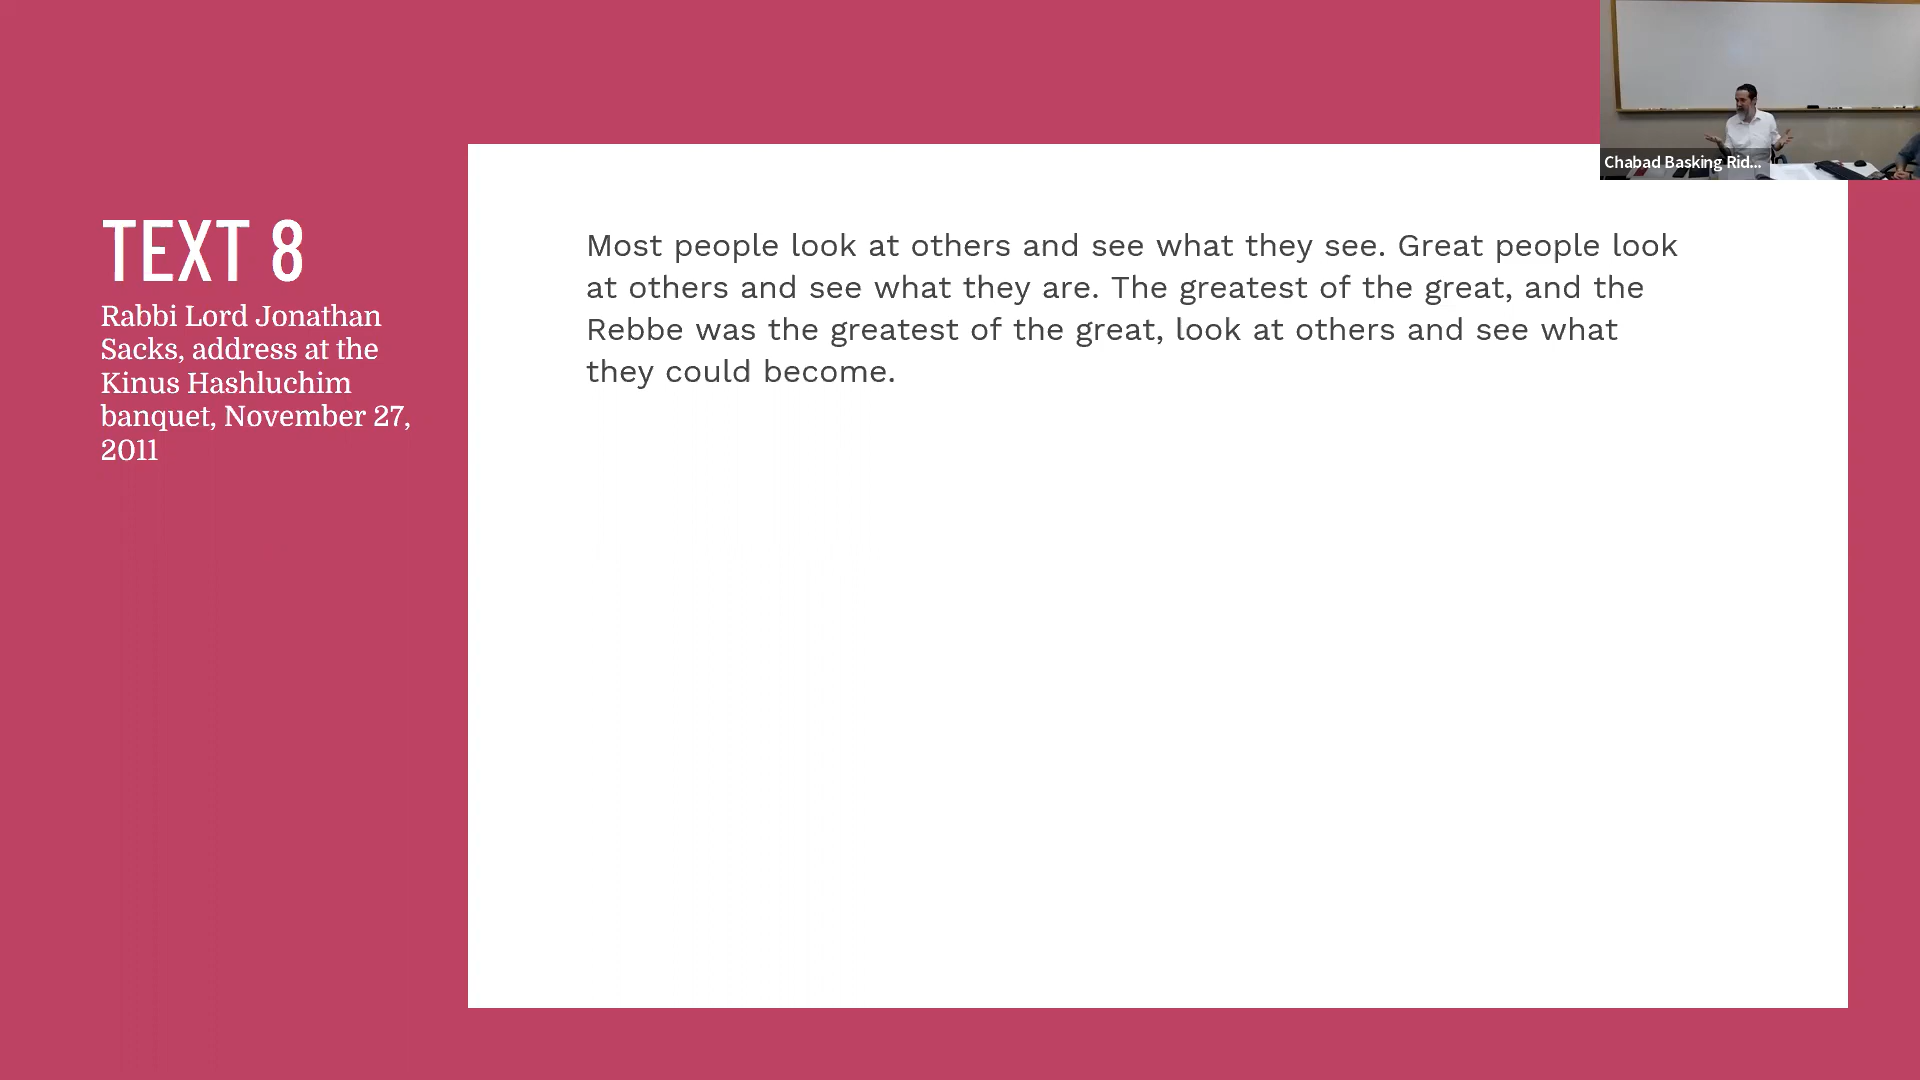 TEXT 8
Rabbi Lord Jonathan
Sacks, address at the
Kinus Hashluchim
banquet, November 27,
2011
Most people look at others and see what they see. Great people look
at others and see what they are. The greatest of the great, and the
Rebbe was the greatest of the great, look at others and see what
they could become.
Chabad Basking Rid...